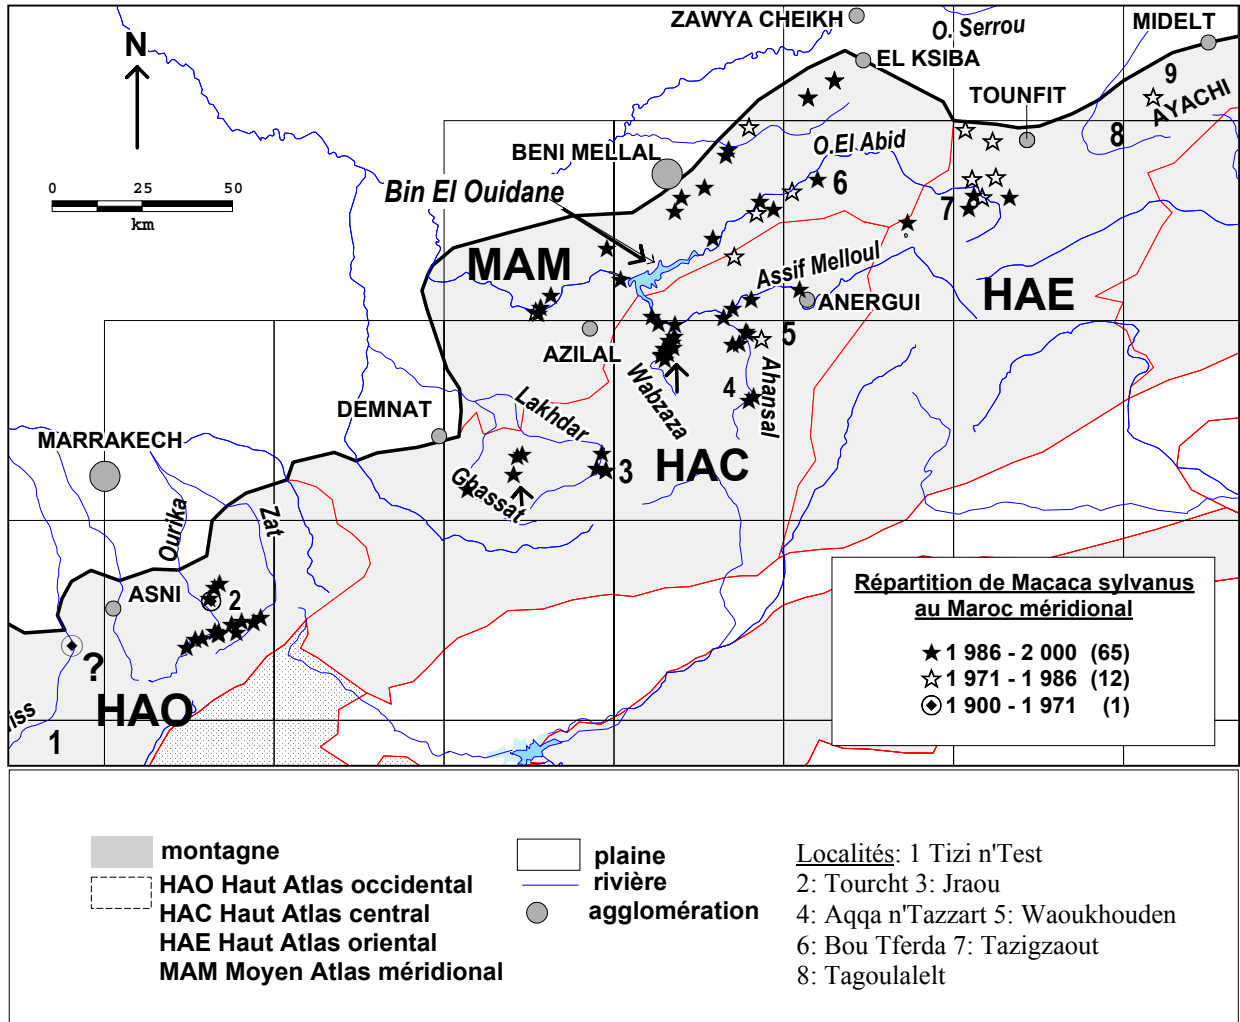 ZAWYA CHEIKH
O. Serrou
MIDELT
N
EL KSIBA
9
TOUNFIT
AYACHI
8
BENI MELLAL
O.El Abid
0 25 50
km
Bin El Ouidane
6
7
MAM
Assif Melloul
HAE
ANERGUI
AZILAL
5
Wabzaza
Ahansal
4
DEMNAT
Lakhdar
MARRAKECH
HAC
3
Ghassat
Ourika
Zat
ASNI
2
?
HAO
iss
1
Répartition de Macaca sylvanus
au Maroc méridional
1 986 - 2 000 (65)
1 971 - 1 986 (12)
1 900 - 1 971 (1)
montagne
HAO Haut Atlas occidental
HAC Haut Atlas central
HAE Haut Atlas oriental
MAM Moyen Atlas méridional
plaine
rivière
agglomération
Localités: 1 Tizi n'Test
2: Tourcht 3: Jraou
4: Aqqa n'Tazzart 5: Waoukhouden
6: Bou Tferda 7: Tazigzaout
8: Tagoulalelt